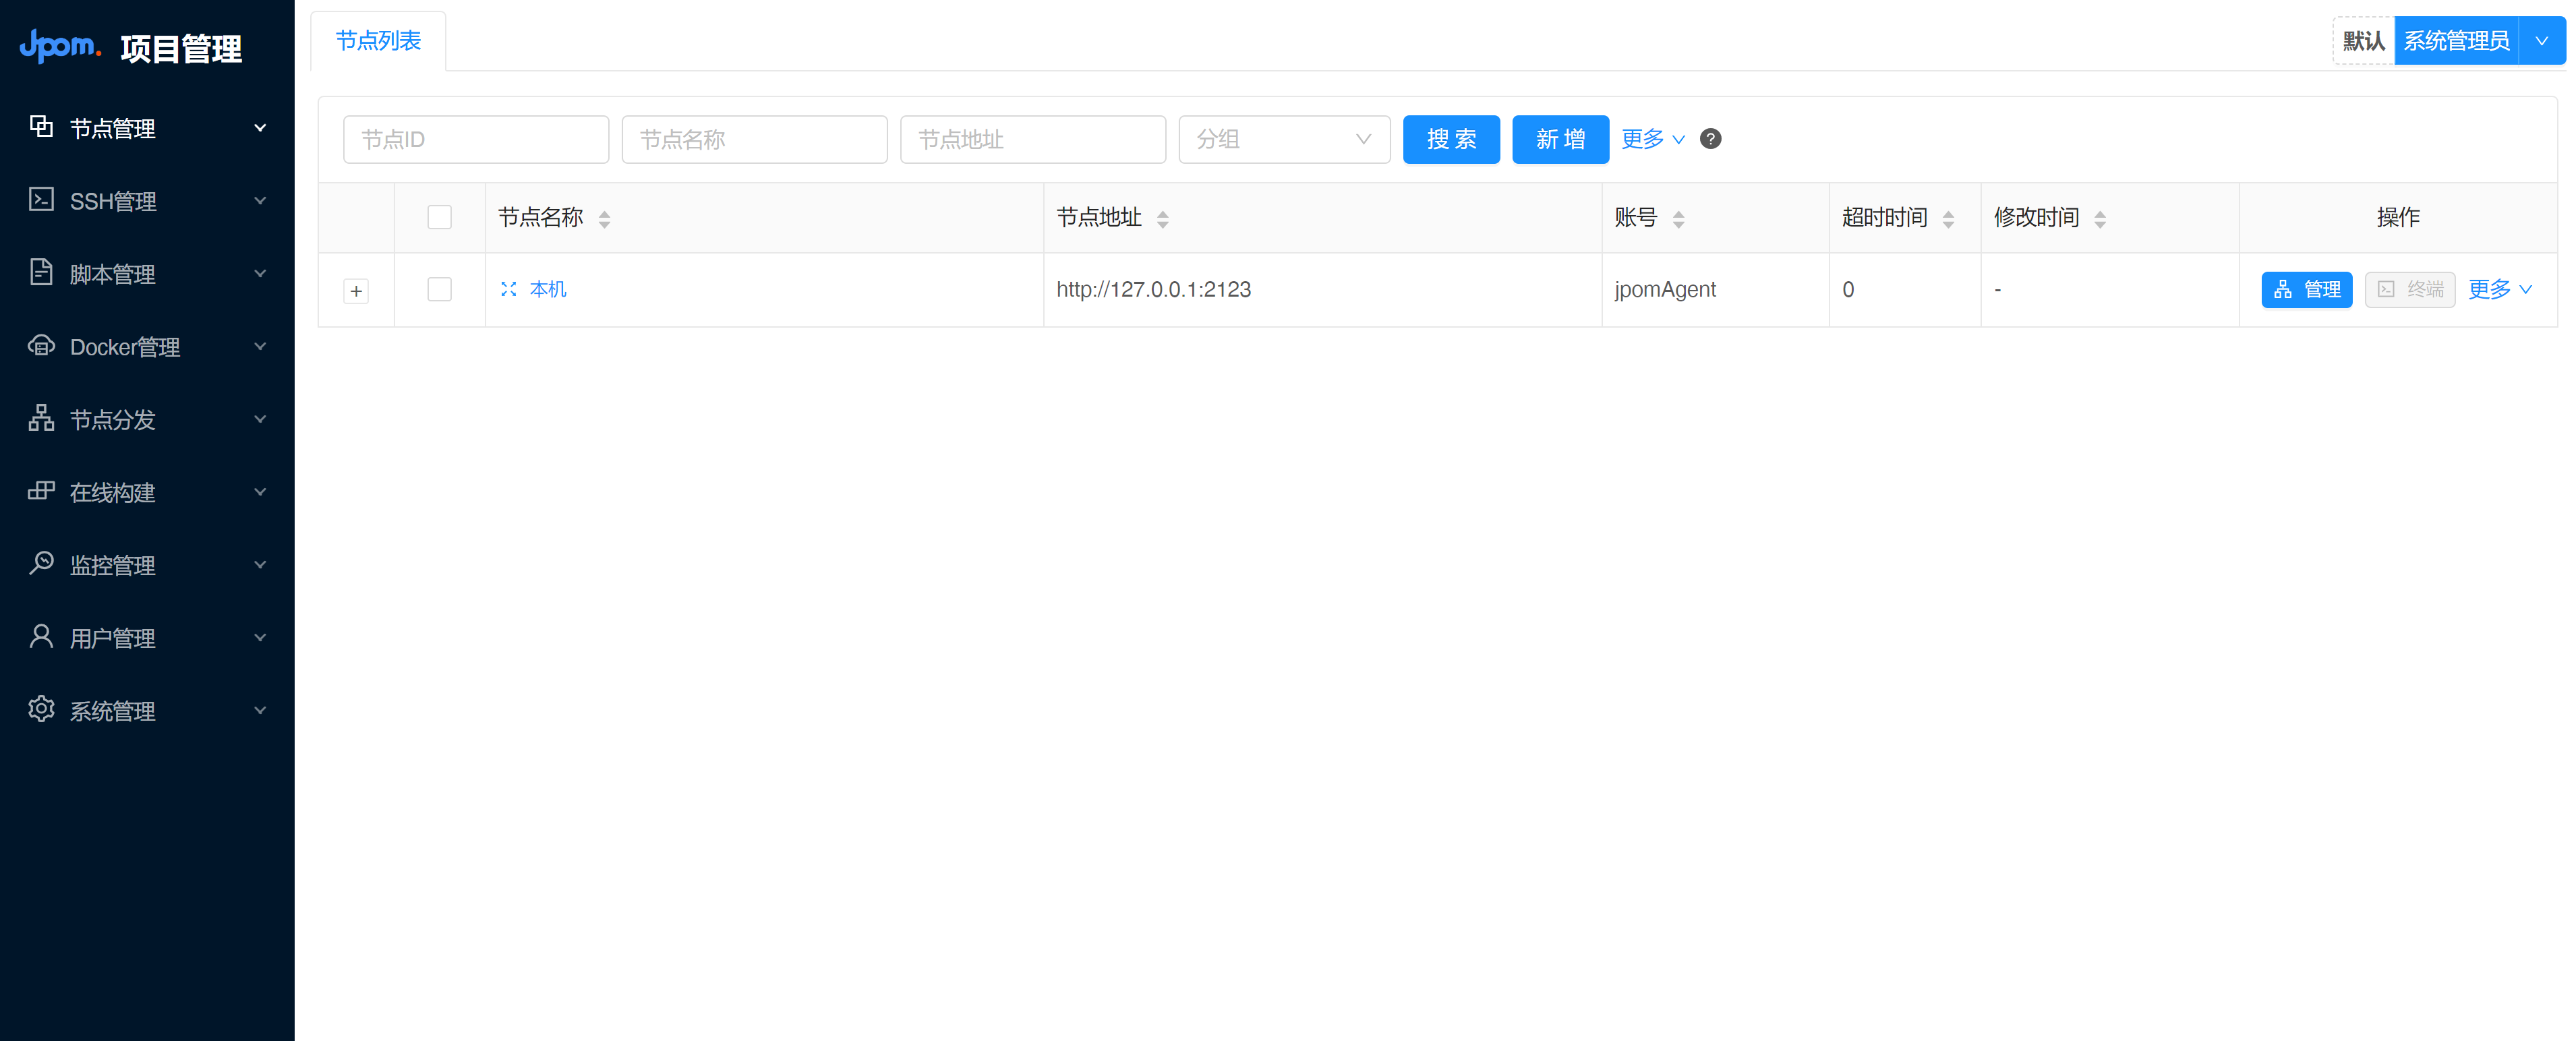 Jpom. 项目管理
节点管理
SSH管理
脚本管理
Docker管理
节点分发
在线构建
监控管理
用户管理
系统管理
节点列表
默认 系统管理员
节点ID 节点名称 节点地址 分组 搜 索 新 增 更多 ?
节点名称 节点地址 账号 超时时间 修改时间 操作
+ 本机 http://127.0.0.1:2123 jpomAgent 0 - 管理 终端 更多